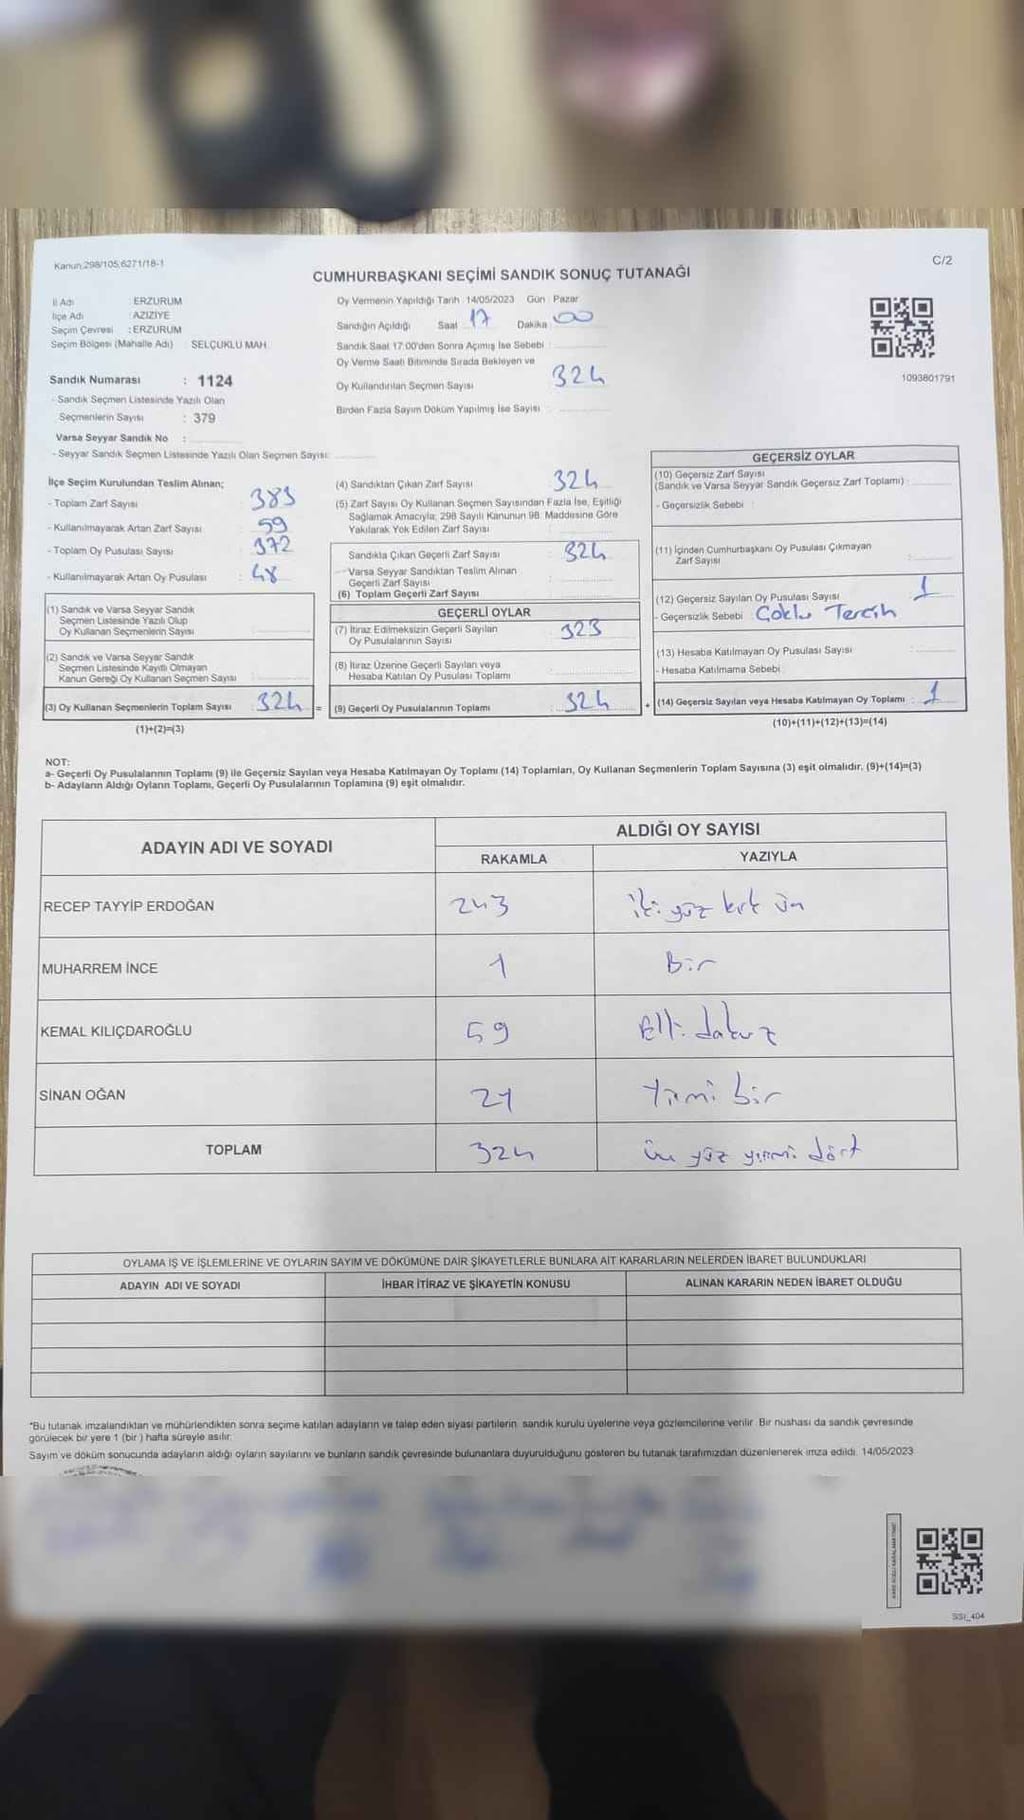 Kanun:298/105;6271/18-1
C/2
CUMHURBAŞKANI SEÇİMİ SANDIK SONUÇ TUTANAĞI
İl Adı : ERZURUM
İlçe Adı : AZİZİYE
Seçim Çevresi : ERZURUM
Seçim Bölgesi (Mahalle Adı) : SELÇUKLU MAH.
Sandık Numarası : 1124
- Sandık Seçmen Listesinde Yazılı Olan
Seçmenlerin Sayısı : 379
Varsa Seyyar Sandık No :
- Seyyar Sandık Seçmen Listesinde Yazılı Olan Seçmen Sayısı:
Oy Vermenin Yapıldığı Tarih : 14/05/2023 Gün : Pazar
Sandığın Açıldığı Saat 17 Dakika 00
Sandık Saat 17:00'den Sonra Açımış İse Sebebi :
Oy Verme Saati Bitiminde Sırada Bekleyen ve
Oy Kullandırılan Seçmen Sayısı 324
Birden Fazla Sayım Döküm Yapılmış İse Sayısı :
1093801791
İlçe Seçim Kurulundan Teslim Alınan;
- Toplam Zarf Sayısı 383
- Kullanılmayarak Artan Zarf Sayısı 59
- Toplam Oy Pusulası Sayısı 372
- Kullanılmayarak Artan Oy Pusulası : 48
(1) Sandık ve Varsa Seyyar Sandık
Seçmen Listesinde Yazılı Olup
Oy Kullanan Seçmenlerin Sayısı
(2) Sandık ve Varsa Seyyar Sandık
Seçmen Listesinde Kayıtlı Olmayan
Kanun Gereği Oy Kullanan Seçmen Sayısı
(3) Oy Kullanan Seçmenlerin Toplam Sayısı : 324 =
(1)+(2)=(3)
(4) Sandıktan Çıkan Zarf Sayısı 324
(5) Zarf Sayısı Oy Kullanan Seçmen Sayısından Fazla İse, Eşitliği
Sağlamak Amacıyla, 298 Sayılı Kanunun 98. Maddesine Göre
Yakılarak Yok Edilen Zarf Sayısı
Sandıkta Çıkan Geçerli Zarf Sayısı 324
Varsa Seyyar Sandıktan Teslim Alınan
Geçerli Zarf Sayısı
(6) Toplam Geçerli Zarf Sayısı
GEÇERLİ OYLAR
(7) İtiraz Edilmeksizin Geçerli Sayılan
Oy Pusulalarının Sayısı 323
(8) İtiraz Üzerine Geçerli Sayılan veya
Hesaba Katılan Oy Pusulası Toplamı
(9) Geçerli Oy Pusulalarının Toplamı : 324 +
GEÇERSİZ OYLAR
(10) Geçersiz Zarf Sayısı
(Sandık ve Varsa Seyyar Sandık Geçersiz Zarf Toplamı) :
- Geçersizlik Sebebi :
(11) İçinden Cumhurbaşkanı Oy Pusulası Çıkmayan
Zarf Sayısı :
(12) Geçersiz Sayılan Oy Pusulası Sayısı 1
- Geçersizlik Sebebi : Çoklu Tercih
(13) Hesaba Katılmayan Oy Pusulası Sayısı :
- Hesaba Katılmama Sebebi :
(14) Geçersiz Sayılan veya Hesaba Katılmayan Oy Toplamı : 1
(10)+(11)+(12)+(13)=(14)
NOT:
a- Geçerli Oy Pusulalarının Toplamı (9) ile Geçersiz Sayılan veya Hesaba Katılmayan Oy Toplamı (14) Toplamları, Oy Kullanan Seçmenlerin Toplam Sayısına (3) eşit olmalıdır. (9)+(14)=(3)
b- Adayların Aldığı Oyların Toplamı, Geçerli Oy Pusulalarının Toplamına (9) eşit olmalıdır.
ADAYIN ADI VE SOYADI
ALDIĞI OY SAYISI
RAKAMLA YAZIYLA
RECEP TAYYİP ERDOĞAN 243 iki yüz kırk üç
MUHARREM İNCE 1 Bir
KEMAL KILIÇDAROĞLU 59 Elli dokuz
SİNAN OĞAN 21 Yirmi bir
TOPLAM 324 üç yüz yirmi dört
OYLAMA İŞ VE İŞLEMLERİNE VE OYLARIN SAYIM VE DÖKÜMÜNE DAİR ŞİKAYETLERLE BUNLARA AİT KARARLARIN NELERDEN İBARET BULUNDUKLARI
ADAYIN ADI VE SOYADI İHBAR İTİRAZ VE ŞİKAYETİN KONUSU ALINAN KARARIN NEDEN İBARET OLDUĞU
*Bu tutanak imzalandıktan ve mühürlendikten sonra seçime katılan adayların ve talep eden siyasi partilerin sandık kurulu üyelerine veya gözlemcilerine verilir. Bir nüshası da sandık çevresinde
görülecek bir yere 1 (bir ) hafta süreyle asılır.
Sayım ve döküm sonucunda adayların aldığı oyların sayılarını ve bunların sandık çevresinde bulunanlara duyurulduğunu gösteren bu tutanak tarafımızdan düzenlenerek imza edildi. 14/05/2023
SSI_404